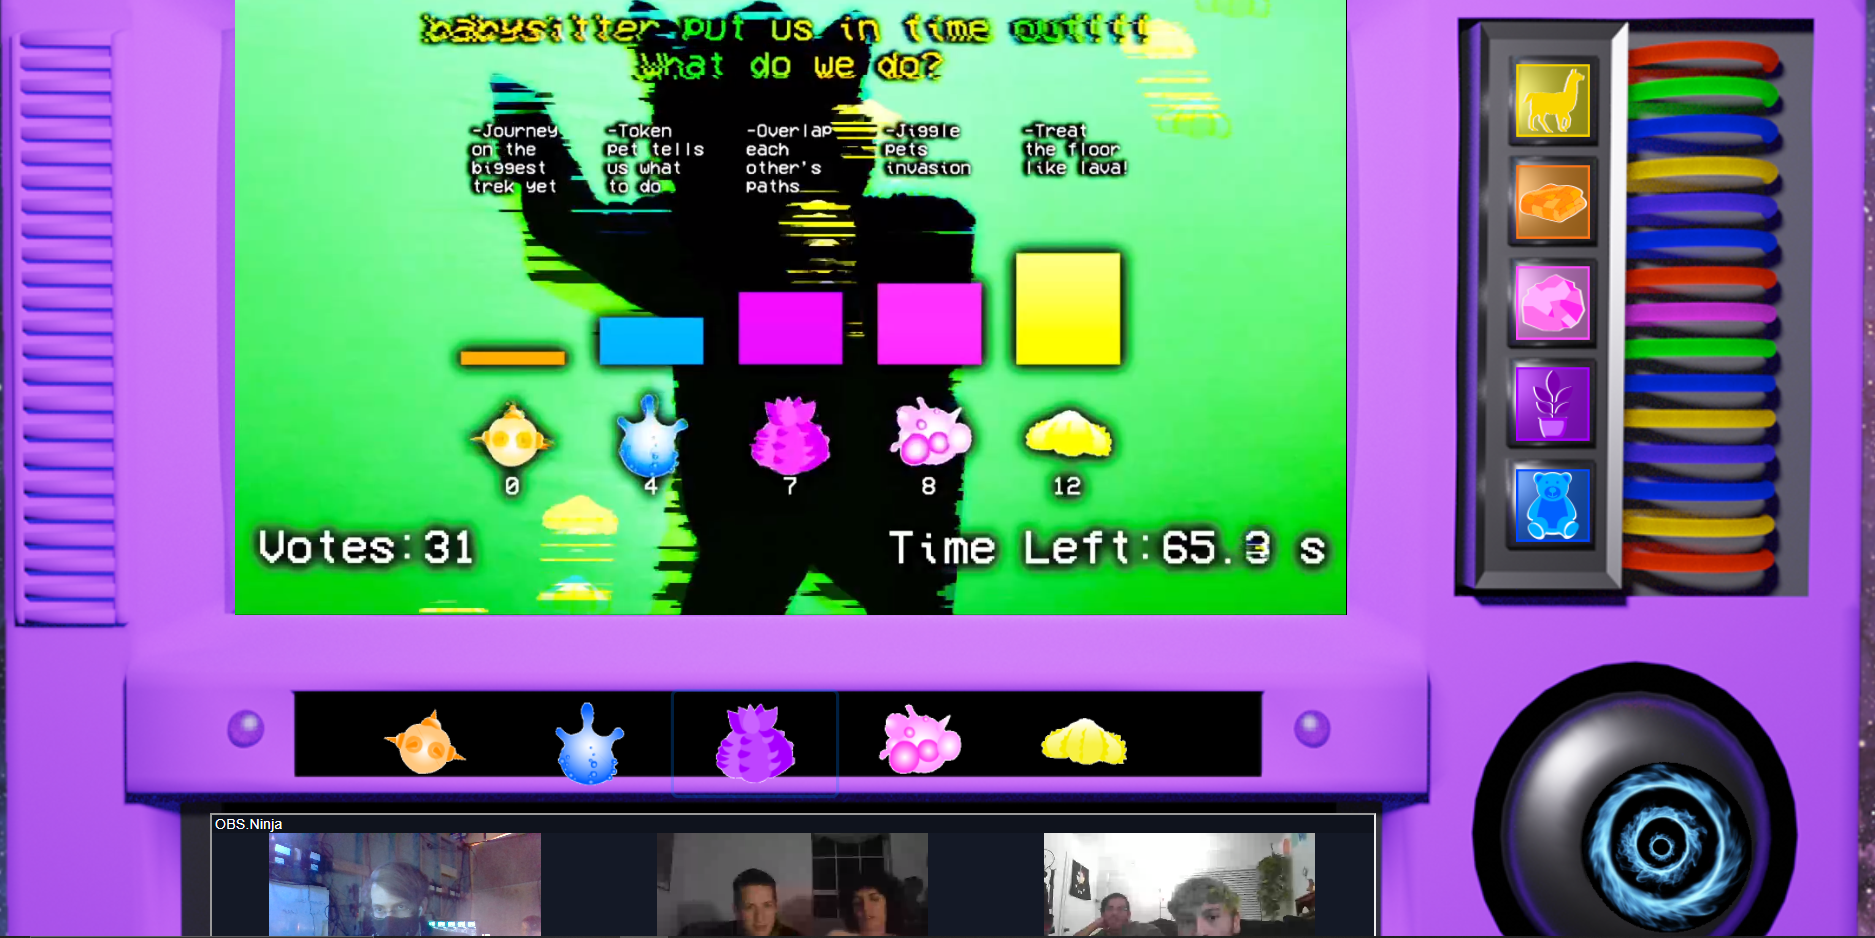 babysitter put us in time out!!!
What do we do?
-Journey
on the
biggest
trek yet
-Token
pet tells
us what
to do
-Overlap
each
other's
paths
-Jiggle
pets
invasion
-Treat
the floor
like lava!
0
4
7
8
12
Votes:31
Time Left:65.3 s
OBS.Ninja